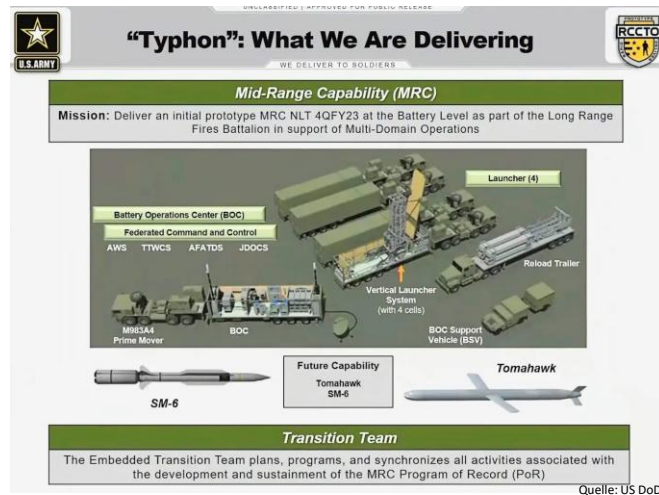 UNCLASSIFIED | APPROVED FOR PUBLIC RELEASE
U.S.ARMY
"Typhon": What We Are Delivering
PROTOTYPE
RCCTO
WE DELIVER TO SOLDIERS
Mid-Range Capability (MRC)
Mission: Deliver an initial prototype MRC NLT 4QFY23 at the Battery Level as part of the Long Range
Fires Battalion in support of Multi-Domain Operations
Launcher (4)
Battery Operations Center (BOC)
Federated Command and Control
AWS TTWCS AFATDS JDOCS
Reload Trailer
Vertical Launcher
System
(with 4 cells)
M983A4
Prime Mover
BOC
BOC Support
Vehicle (BSV)
SM-6
Future Capability
Tomahawk
SM-6
Tomahawk
Transition Team
The Embedded Transition Team plans, programs, and synchronizes all activities associated with
the development and sustainment of the MRC Program of Record (PoR)
Quelle: US DoD